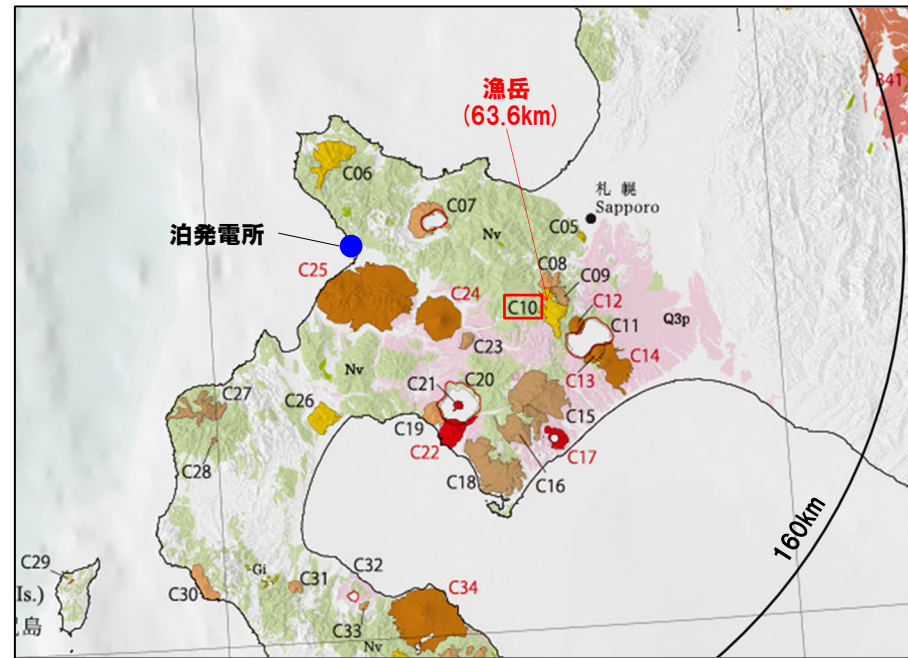 漁岳
(63.6km)
B41
C06
C07
札幌
Sapporo
Nv
C05
泊発電所
C08
C25
C09
C24
C10
C12
C11
Q3p
C23
C14
Nv
C13
C20
C21
C27
C26
C15
C19
C22
C17
C28
C18
C16
160km
C29
C32
Gi
C31
C34
Is.)
C30
島
C33
Nv